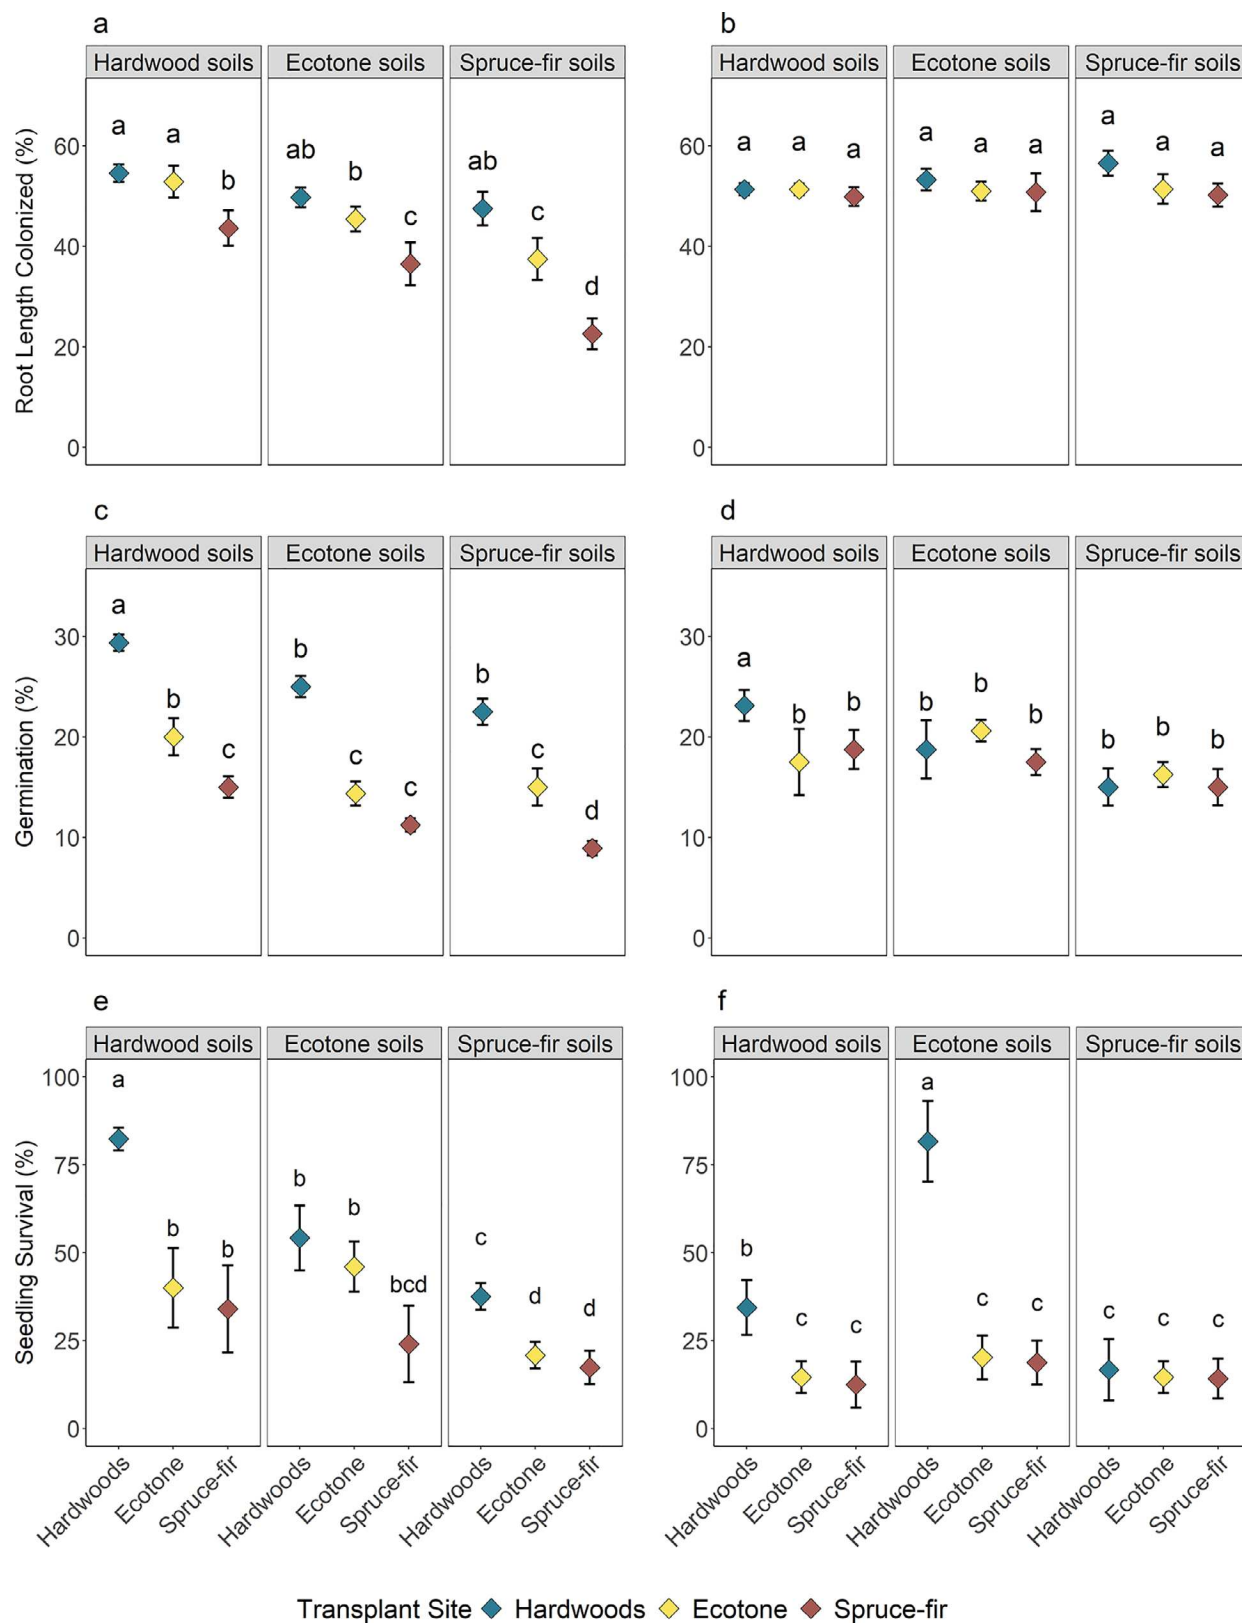 a
b
Hardwood soils Ecotone soils Spruce-fir soils
Hardwood soils Ecotone soils Spruce-fir soils
Root Length Colonized (%)
60
40
20
0
a a b
ab b c
ab c d
60
40
20
0
a a a
a a a
a a a
c
d
Hardwood soils Ecotone soils Spruce-fir soils
Hardwood soils Ecotone soils Spruce-fir soils
Germination (%)
30
20
10
0
a b c
b c c
b c d
30
20
10
0
a b b
b b b
b b b
e
f
Hardwood soils Ecotone soils Spruce-fir soils
Hardwood soils Ecotone soils Spruce-fir soils
Seedling Survival (%)
100
75
50
25
0
a b b
b b bcd
c d d
100
75
50
25
0
b c c
a c c
c c c
Hardwoods Ecotone Spruce-fir
Hardwoods Ecotone Spruce-fir
Hardwoods Ecotone Spruce-fir
Hardwoods Ecotone Spruce-fir
Hardwoods Ecotone Spruce-fir
Hardwoods Ecotone Spruce-fir
Transplant Site Hardwoods Ecotone Spruce-fir